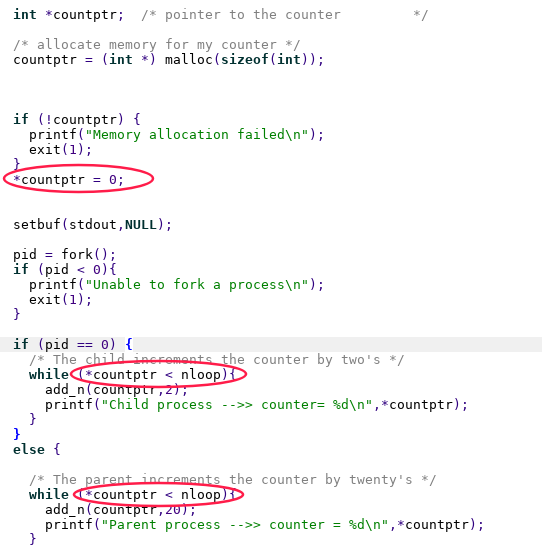 int *countptr;  /* pointer to the counter         */
/* allocate memory for my counter */
countptr = (int *) malloc(sizeof(int));
if (!countptr) {
  printf("Memory allocation failed\n");
  exit(1);
}
*countptr = 0;
setbuf(stdout,NULL);
pid = fork();
if (pid < 0){
  printf("Unable to fork a process\n");
  exit(1);
}
if (pid == 0) {
  /* The child increments the counter by two's */
  while (*countptr < nloop){
    add_n(countptr,2);
    printf("Child process -->> counter= %d\n",*countptr);
  }
}
else {
  /* The parent increments the counter by twenty's */
  while (*countptr < nloop){
    add_n(countptr,20);
    printf("Parent process -->> counter = %d\n",*countptr);
  }